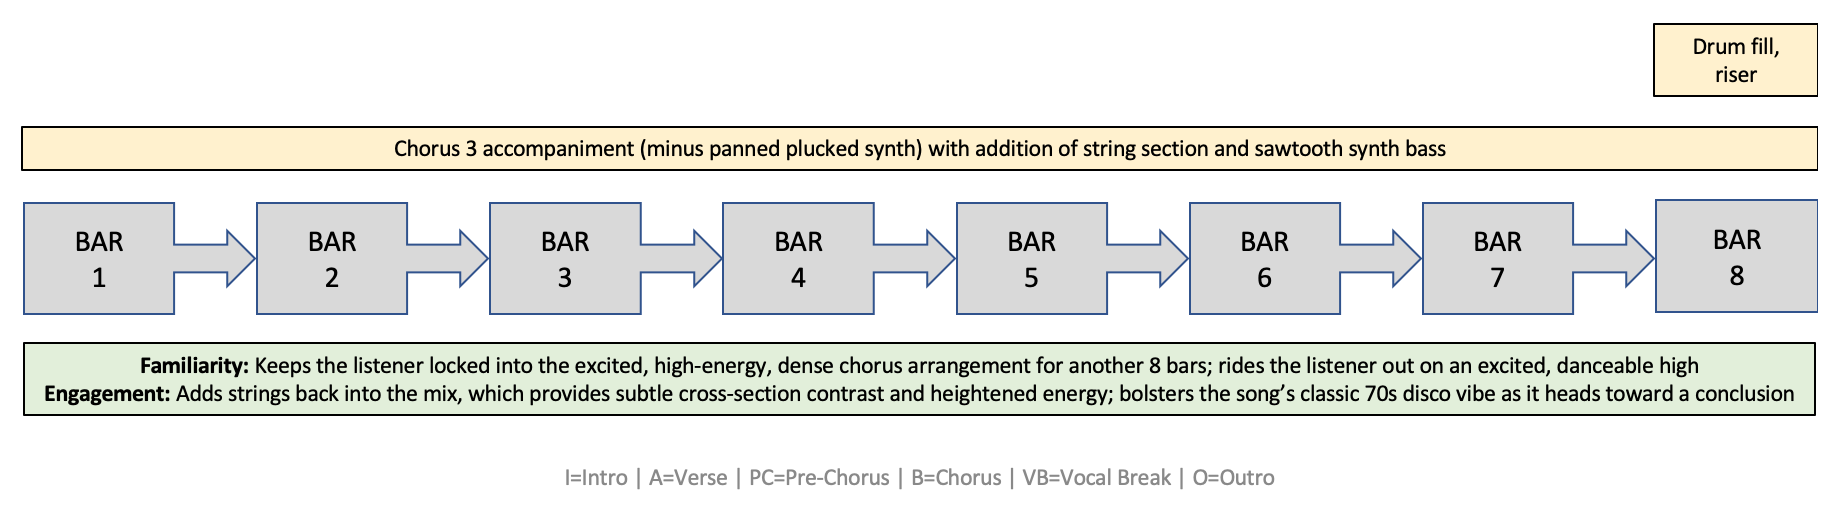 Drum fill,
riser
Chorus 3 accompaniment (minus panned plucked synth) with addition of string section and sawtooth synth bass
BAR
1
BAR
2
BAR
3
BAR
4
BAR
5
BAR
6
BAR
7
BAR
8
Familiarity: Keeps the listener locked into the excited, high-energy, dense chorus arrangement for another 8 bars; rides the listener out on an excited, danceable high
Engagement: Adds strings back into the mix, which provides subtle cross-section contrast and heightened energy; bolsters the song’s classic 70s disco vibe as it heads toward a conclusion
I=Intro | A=Verse | PC=Pre-Chorus | B=Chorus | VB=Vocal Break | O=Outro